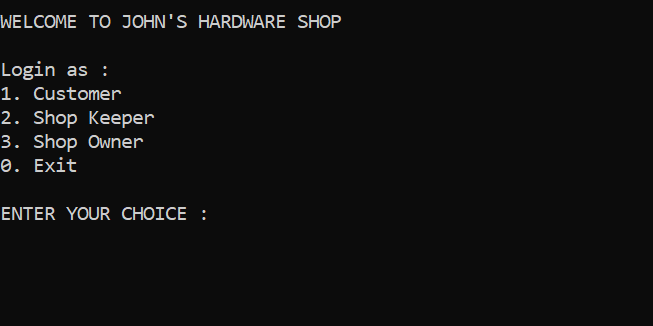 WELCOME TO JOHN'S HARDWARE SHOP
Login as :
1. Customer
2. Shop Keeper
3. Shop Owner
0. Exit
ENTER YOUR CHOICE :